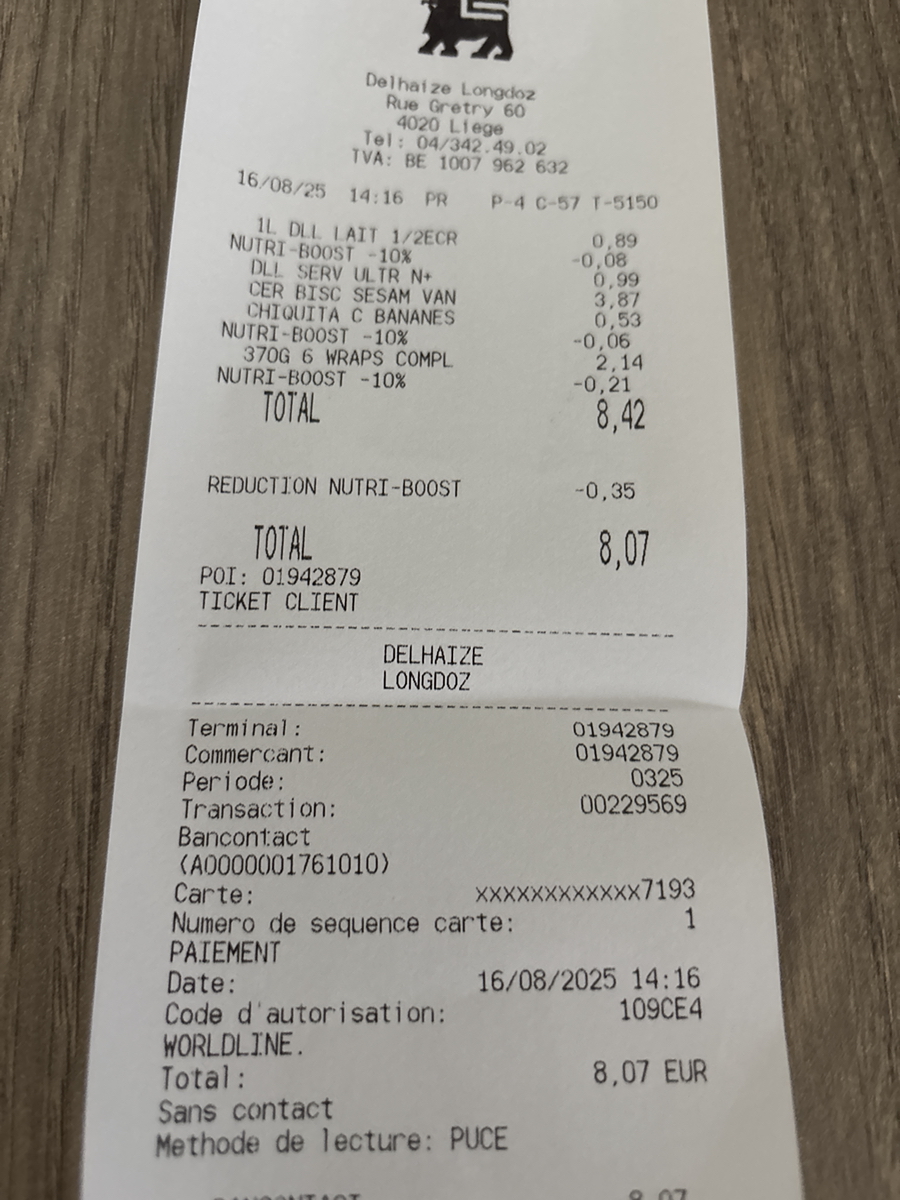 Delhaize Longdoz
Rue Gretry 60
4020 Liege
Tel: 04/342.49.02
TVA: BE 1007 962 632
16/08/25 14:16 PR P-4 C-57 T-5150
1L DLL LAIT 1/2ECR 0,89
NUTRI-BOOST -10% -0,08
DLL SERV ULTR N+ 0,99
CER BISC SESAM VAN 3,87
CHIQUITA C BANANES 0,53
NUTRI-BOOST -10% -0,06
370G 6 WRAPS COMPL 2,14
NUTRI-BOOST -10% -0,21
TOTAL 8,42
REDUCTION NUTRI-BOOST -0,35
TOTAL 8,07
POI: 01942879
TICKET CLIENT
DELHAIZE
LONGDOZ
Terminal: 01942879
Commercant: 01942879
Periode: 0325
Transaction: 00229569
Bancontact
(A0000001761010)
Carte: xxxxxxxxxxxx7193
Numero de sequence carte: 1
PAIEMENT
Date: 16/08/2025 14:16
Code d'autorisation: 109CE4
WORLDLINE.
Total: 8,07 EUR
Sans contact
Methode de lecture: PUCE
BANCONTACT 8,07